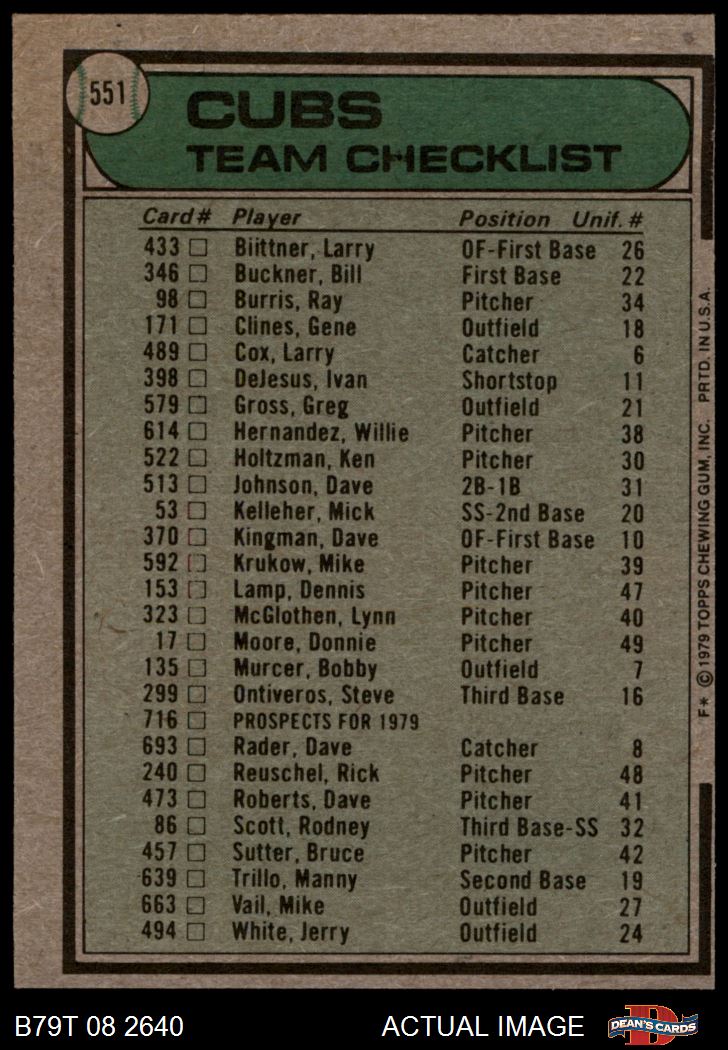 551
CUBS
TEAM CHECKLIST
Card # Player Position Unif. #
433 Biittner, Larry OF-First Base 26
346 Buckner, Bill First Base 22
98 Burris, Ray Pitcher 34
171 Clines, Gene Outfield 18
489 Cox, Larry Catcher 6
398 DeJesus, Ivan Shortstop 11
579 Gross, Greg Outfield 21
614 Hernandez, Willie Pitcher 38
522 Holtzman, Ken Pitcher 30
513 Johnson, Dave 2B-1B 31
53 Kelleher, Mick SS-2nd Base 20
370 Kingman, Dave OF-First Base 10
592 Krukow, Mike Pitcher 39
153 Lamp, Dennis Pitcher 47
323 McGlothen, Lynn Pitcher 40
17 Moore, Donnie Pitcher 49
135 Murcer, Bobby Outfield 7
299 Ontiveros, Steve Third Base 16
716 PROSPECTS FOR 1979
693 Rader, Dave Catcher 8
240 Reuschel, Rick Pitcher 48
473 Roberts, Dave Pitcher 41
86 Scott, Rodney Third Base-SS 32
457 Sutter, Bruce Pitcher 42
639 Trillo, Manny Second Base 19
663 Vail, Mike Outfield 27
494 White, Jerry Outfield 24
F* © 1979 TOPPS CHEWING GUM, INC. PRTD. IN U.S.A.
B79T 08 2640 ACTUAL IMAGE
D
DEAN'S CARDS